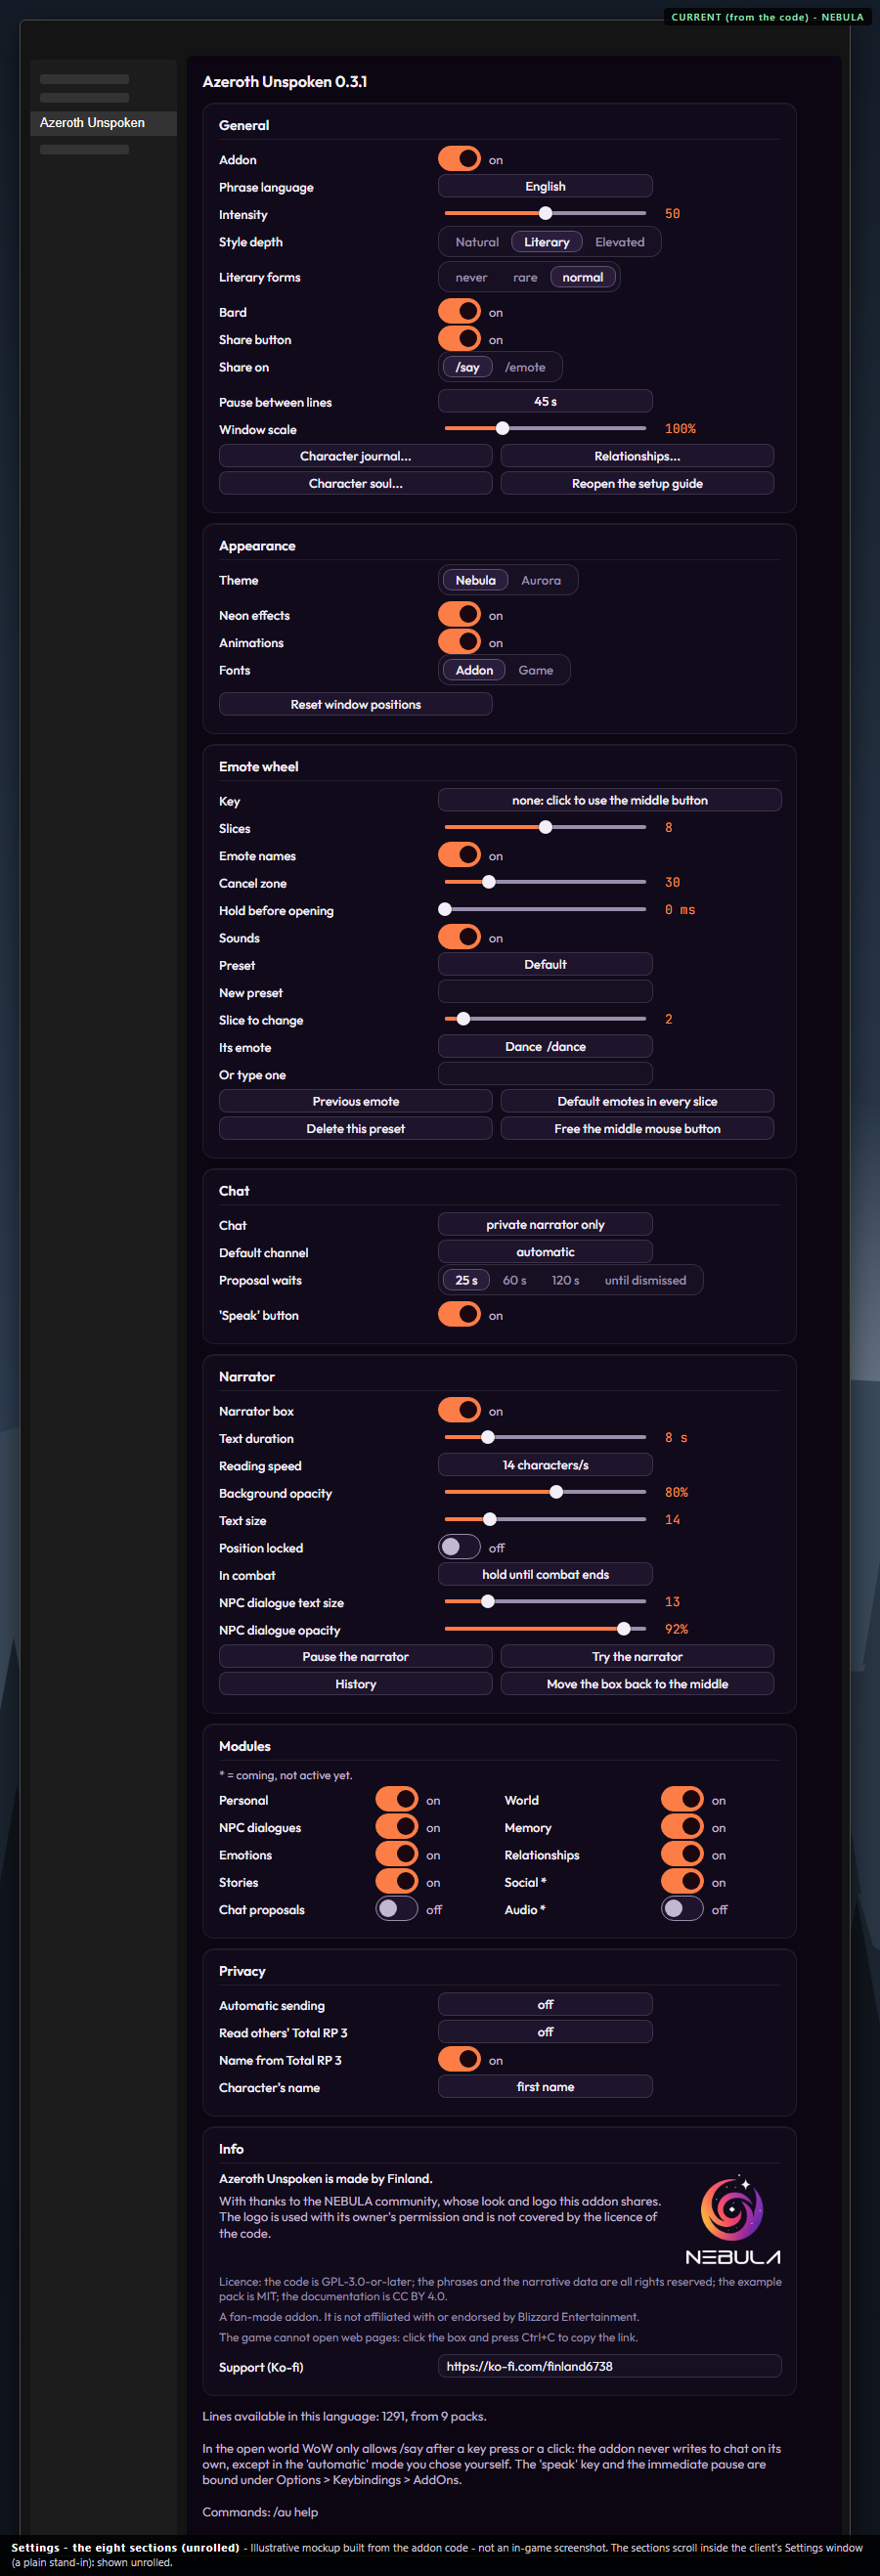 CURRENT (from the code) - NEBULA
Azeroth Unspoken 0.3.1
Azeroth Unspoken
General
Addon on
Phrase language English
Intensity 50
Style depth Natural Literary Elevated
Literary forms never rare normal
Bard on
Share button on
Share on /say /emote
Pause between lines 45 s
Window scale 100%
Character journal... Relationships...
Character soul... Reopen the setup guide
Appearance
Theme Nebula Aurora
Neon effects on
Animations on
Fonts Addon Game
Reset window positions
Emote wheel
Key none: click to use the middle button
Slices 8
Emote names on
Cancel zone 30
Hold before opening 0 ms
Sounds on
Preset Default
New preset
Slice to change 2
Its emote Dance /dance
Or type one
Previous emote Default emotes in every slice
Delete this preset Free the middle mouse button
Chat
Chat private narrator only
Default channel automatic
Proposal waits 25 s 60 s 120 s until dismissed
'Speak' button on
Narrator
Narrator box on
Text duration 8 s
Reading speed 14 characters/s
Background opacity 80%
Text size 14
Position locked off
In combat hold until combat ends
NPC dialogue text size 13
NPC dialogue opacity 92%
Pause the narrator Try the narrator
History Move the box back to the middle
Modules
* = coming, not active yet.
Personal on World on
NPC dialogues on Memory on
Emotions on Relationships on
Stories on Social * on
Chat proposals off Audio * off
Privacy
Automatic sending off
Read others' Total RP 3 off
Name from Total RP 3 on
Character's name first name
Info
Azeroth Unspoken is made by Finland.
With thanks to the NEBULA community, whose look and logo this addon shares.
The logo is used with its owner's permission and is not covered by the licence of
the code.
NEBULA
Licence: the code is GPL-3.0-or-later; the phrases and the narrative data are all rights reserved; the example
pack is MIT; the documentation is CC BY 4.0.
A fan-made addon. It is not affiliated with or endorsed by Blizzard Entertainment.
The game cannot open web pages: click the box and press Ctrl+C to copy the link.
Support (Ko-fi) https://ko-fi.com/finland6738
Lines available in this language: 1291, from 9 packs.
In the open world WoW only allows /say after a key press or a click: the addon never writes to chat on its
own, except in the 'automatic' mode you chose yourself. The 'speak' key and the immediate pause are
bound under Options > Keybindings > AddOns.
Commands: /au help
Settings - the eight sections (unrolled) - Illustrative mockup built from the addon code - not an in-game screenshot. The sections scroll inside the client's Settings window
(a plain stand-in): shown unrolled.